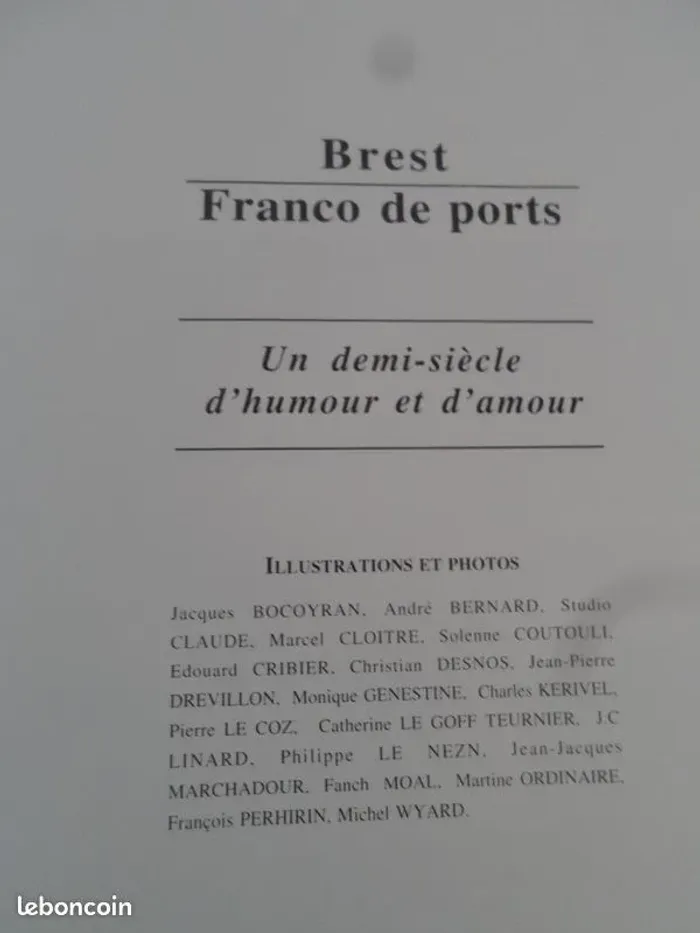 Brest
Franco de ports
Un demi-siècle
d'humour et d'amour
ILLUSTRATIONS ET PHOTOS
Jacques BOCOYRAN, André BERNARD, Studio
CLAUDE, Marcel CLOITRE, Solenne COUTOULI,
Edouard CRIBIER, Christian DESNOS, Jean-Pierre
DREVILLON, Monique GENESTINE, Charles KERIVEL,
Pierre LE COZ, Catherine LE GOFF TEURNIER, J.C
LINARD, Philippe LE NEZN, Jean-Jacques
MARCHADOUR, Fanch MOAL, Martine ORDINAIRE,
François PERHIRIN, Michel WYARD.
leboncoin